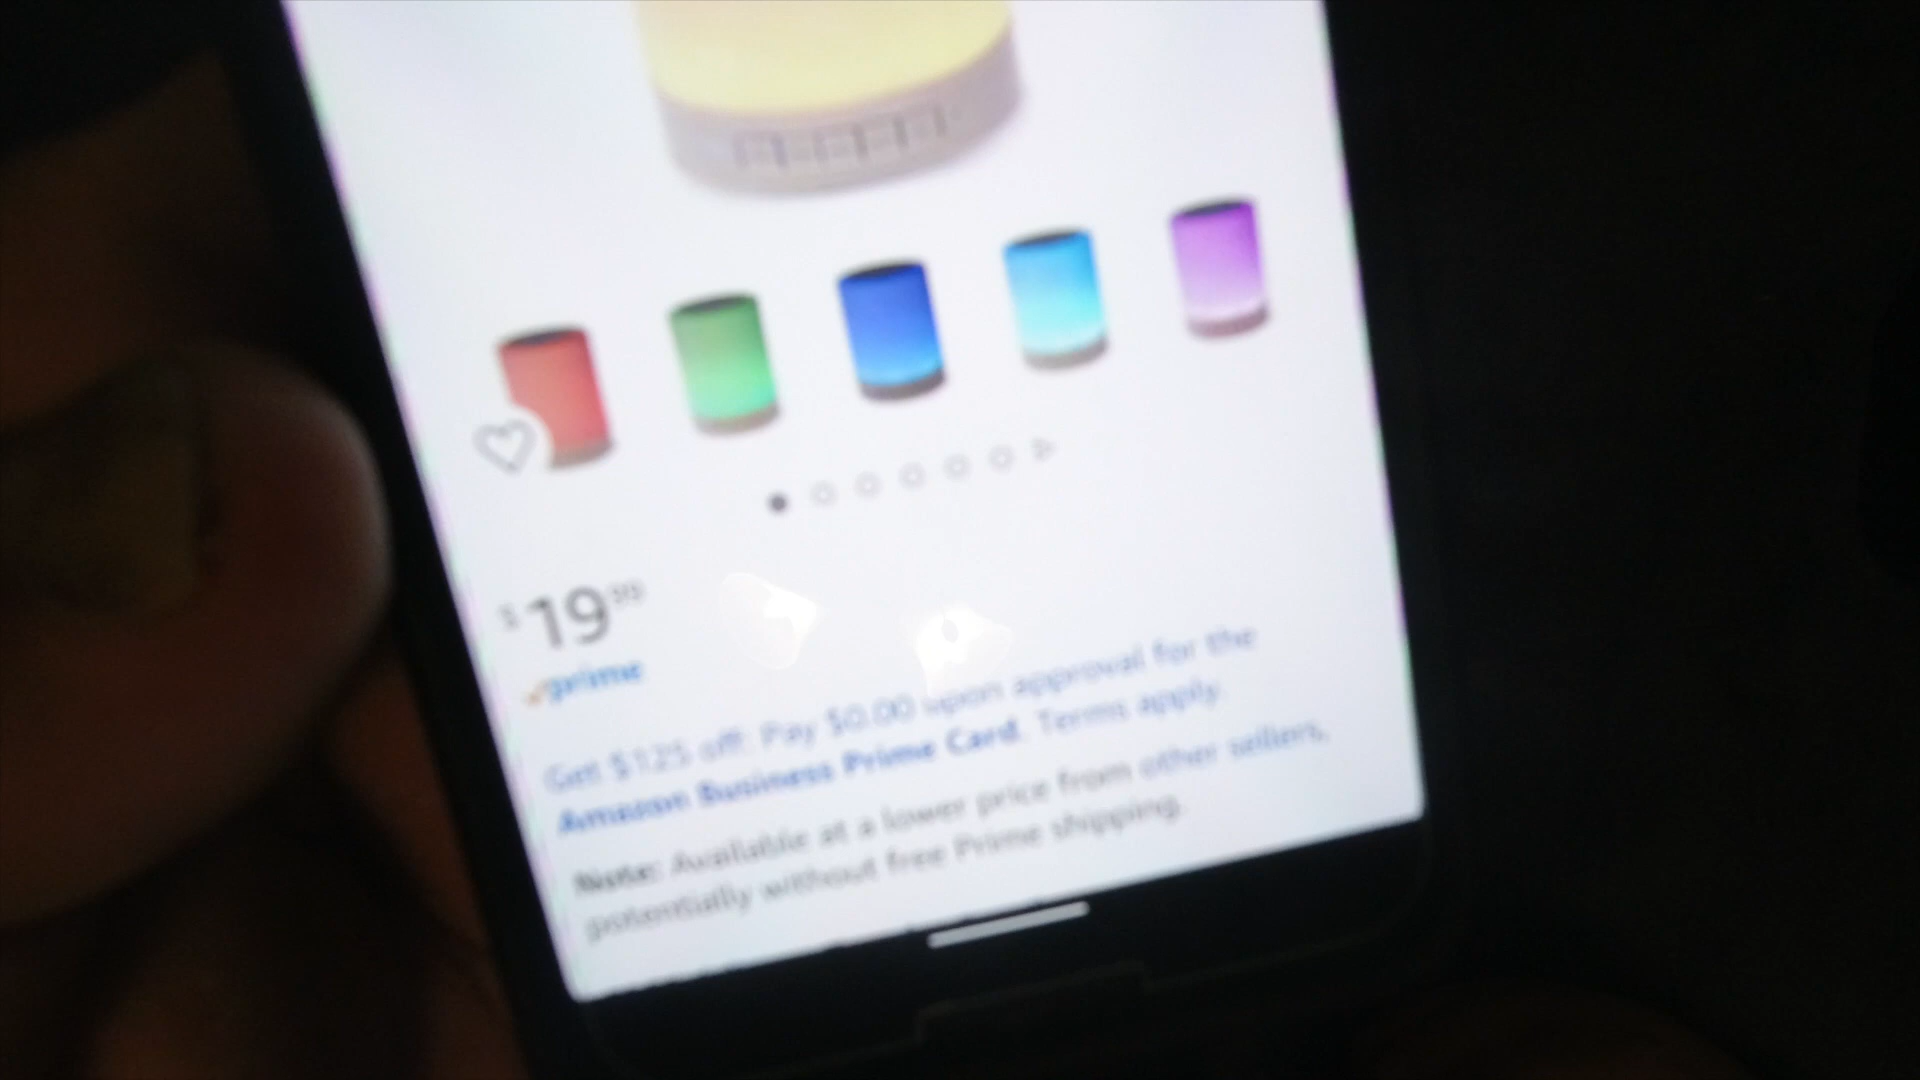 $19.99
prime
Get $125 off: Pay $0.00 upon approval for the
Amazon Business Prime Card. Terms apply.
Note: Available at a lower price from other sellers,
potentially without free Prime shipping.